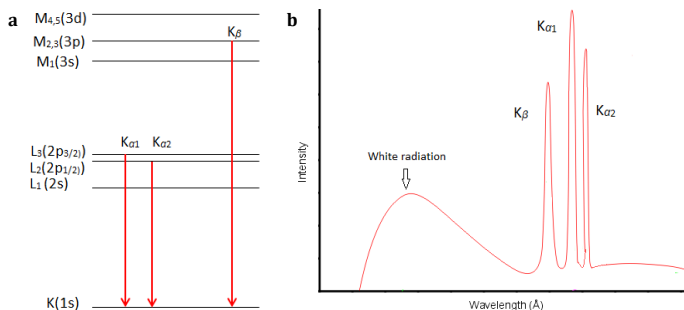 a
M4,5(3d)
M2,3(3p)
M1(3s)
Kβ
Kα1 Kα2
L3(2p3/2)
L2(2p1/2)
L1 (2s)
K(1s)
b
Kα1
Kα2
Kβ
White radiation
Intensity
Wavelength (Å)